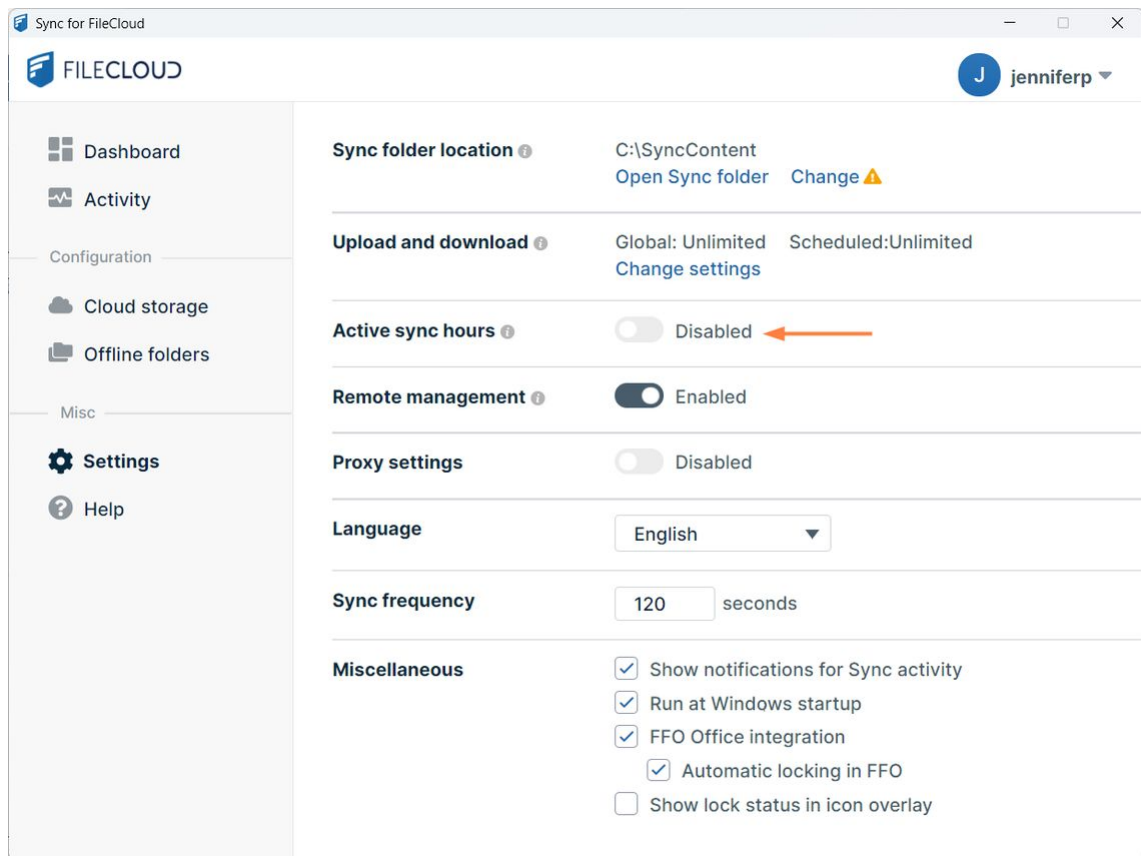 Sync for FileCloud
FILECLOUD
J jenniferp
Dashboard
Activity
Configuration
Cloud storage
Offline folders
Misc
Settings
Help
Sync folder location C:\SyncContent
Open Sync folder Change
Upload and download Global: Unlimited Scheduled:Unlimited
Change settings
Active sync hours Disabled
Remote management Enabled
Proxy settings Disabled
Language English
Sync frequency 120 seconds
Miscellaneous Show notifications for Sync activity
Run at Windows startup
FFO Office integration
Automatic locking in FFO
Show lock status in icon overlay